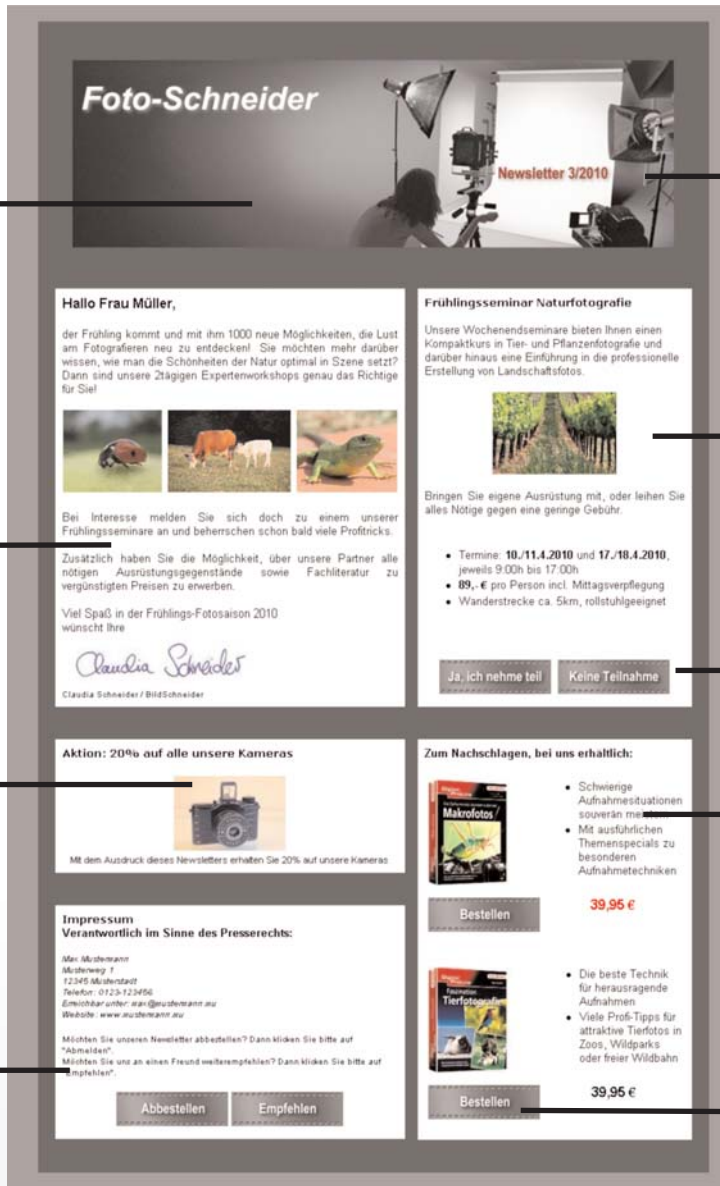 Foto-Schneider
Newsletter 3/2010
Hallo Frau Müller,
der Frühling kommt und mit ihm 1000 neue Möglichkeiten, die Lust
am Fotografieren neu zu entdecken! Sie möchten mehr darüber
wissen, wie man die Schönheiten der Natur optimal in Szene setzt?
Dann sind unsere 2tägigen Expertenworkshops genau das Richtige
für Sie!
Bei Interesse melden Sie sich doch zu einem unserer
Frühlingsseminare an und beherrschen schon bald viele Profitricks.
Zusätzlich haben Sie die Möglichkeit, über unsere Partner alle
nötigen Ausrüstungsgegenstände sowie Fachliteratur zu
vergünstigten Preisen zu erwerben.
Viel Spaß in der Frühlings-Fotosaison 2010
wünscht Ihre
Claudia Schneider
Claudia Schneider / BildSchneider
Frühlingsseminar Naturfotografie
Unsere Wochenendseminare bieten Ihnen einen
Kompaktkurs in Tier- und Pflanzenfotografie und
darüber hinaus eine Einführung in die professionelle
Erstellung von Landschaftsfotos.
Bringen Sie eigene Ausrüstung mit, oder leihen Sie
alles Nötige gegen eine geringe Gebühr.
• Termine: 10./11.4.2010 und 17./18.4.2010,
jeweils 9:00h bis 17:00h
• 89,- € pro Person incl. Mittagsverpflegung
• Wanderstrecke ca. 5km, rollstuhlgeeignet
Ja, ich nehme teil
Keine Teilnahme
Aktion: 20% auf alle unsere Kameras
Mit dem Ausdruck dieses Newsletters erhalten Sie 20% auf unsere Kameras
Impressum
Verantwortlich im Sinne des Presserechts:
Max Mustermann
Musterweg 1
12345 Musterstadt
Telefon: 0123-123456
Erreichbar unter: max@mustermann.mu
Website: www.mustermann.mu
Möchten Sie unseren Newsletter abbestellen? Dann klicken Sie bitte auf
"Abmelden".
Möchten Sie uns an einen Freund weiterempfehlen? Dann klicken Sie bitte auf
"Empfehlen".
Abbestellen
Empfehlen
Zum Nachschlagen, bei uns erhältlich:
Makrofotos
• Schwierige
Aufnahmesituationen
souverän
• Mit ausführlichen
Themenspecials zu
besonderen
Aufnahmetechniken
39,95 €
Bestellen
Faszination
Tierfotografie
• Die beste Technik
für herausragende
Aufnahmen
• Viele Profi-Tipps für
attraktive Tierfotos in
Zoos, Wildparks
oder freier Wildbahn
39,95 €
Bestellen